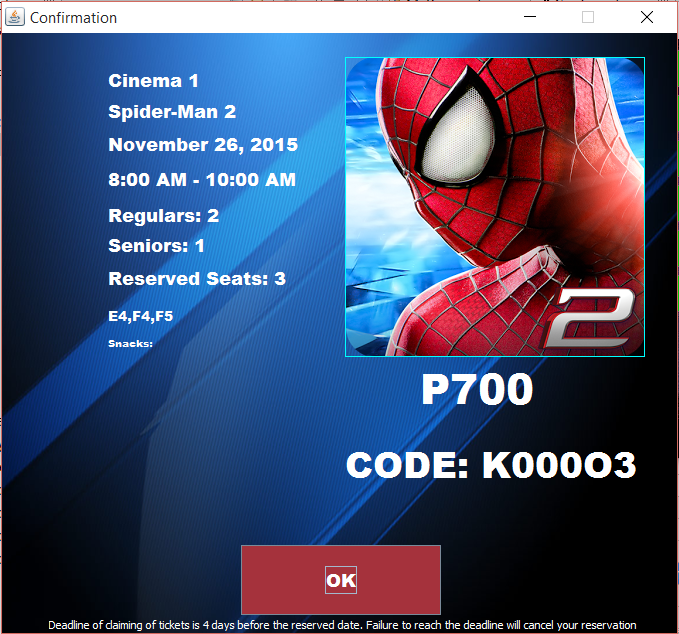 Confirmation
Cinema 1
Spider-Man 2
November 26, 2015
8:00 AM - 10:00 AM
Regulars: 2
Seniors: 1
Reserved Seats: 3
E4,F4,F5
Snacks:
2
P700
CODE: K000O3
OK
Deadline of claiming of tickets is 4 days before the reserved date. Failure to reach the deadline will cancel your reservation